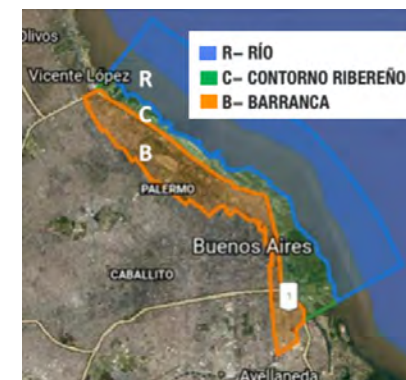 Olivos
Vicente López
R
C
B
R– RÍO
C– CONTORNO RIBEREÑO
B– BARRANCA
PALERMO
Buenos Aires
CABALLITO
1
Avellaneda